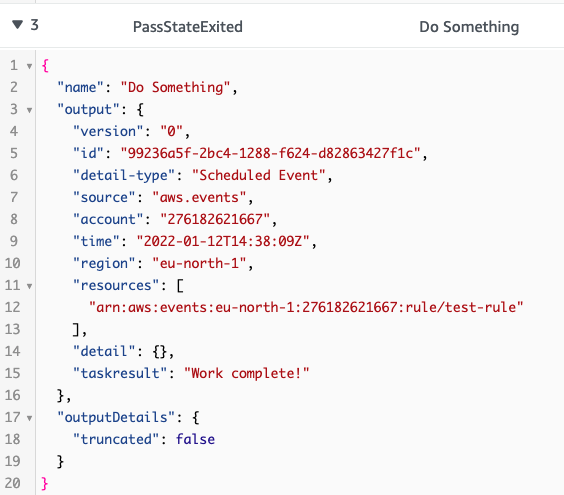 ▼ 3 PassStateExited Do Something
1 ▾ {
2 "name": "Do Something",
3 ▾ "output": {
4 "version": "0",
5 "id": "99236a5f-2bc4-1288-f624-d82863427f1c",
6 "detail-type": "Scheduled Event",
7 "source": "aws.events",
8 "account": "276182621667",
9 "time": "2022-01-12T14:38:09Z",
10 "region": "eu-north-1",
11 ▾ "resources": [
12 "arn:aws:events:eu-north-1:276182621667:rule/test-rule"
13 ],
14 "detail": {},
15 "taskresult": "Work complete!"
16 },
17 ▾ "outputDetails": {
18 "truncated": false
19 }
20 }